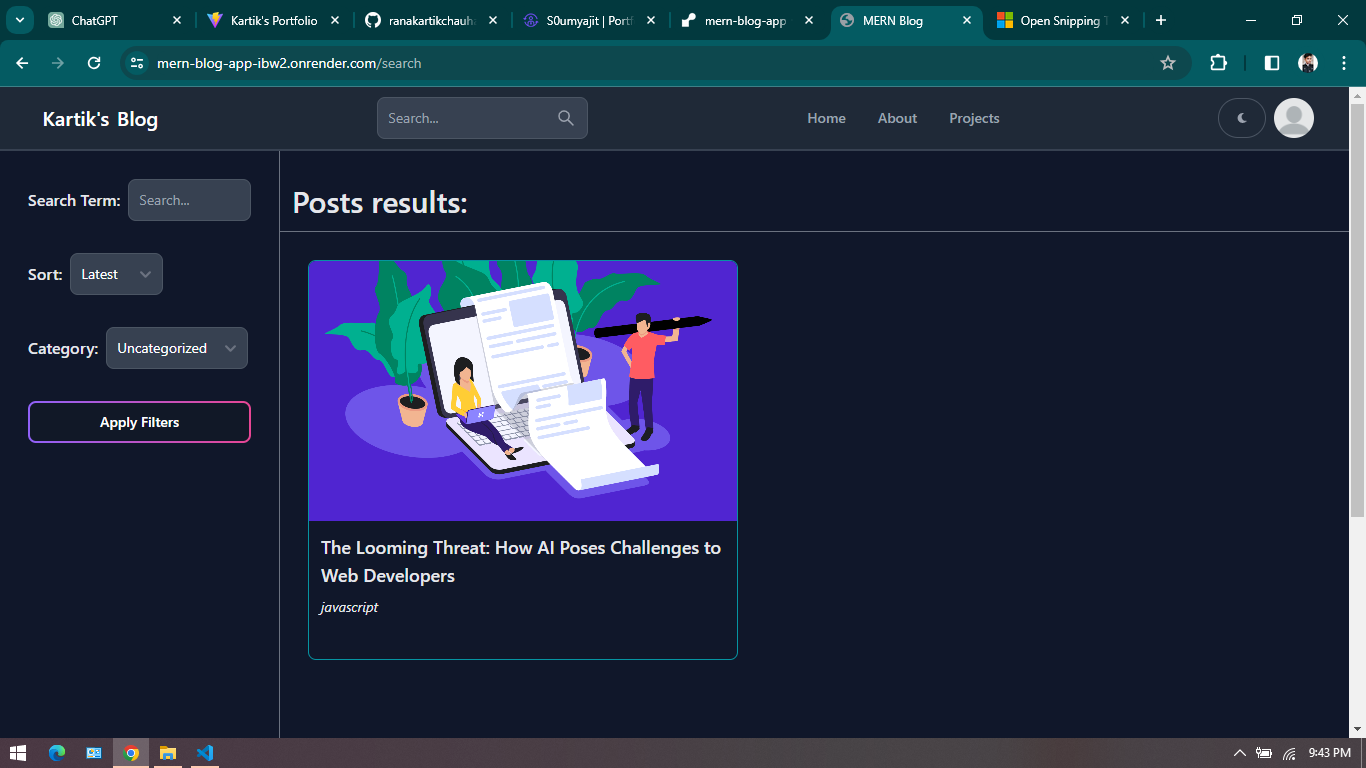 ChatGPT
Kartik's Portfolio
ranakartikchauha
S0umyajit | Portf
mern-blog-app
MERN Blog
Open Snipping T
mern-blog-app-ibw2.onrender.com/search
Kartik's Blog
Search...
Home
About
Projects
Search Term:
Search...
Sort:
Latest
Category:
Uncategorized
Apply Filters
Posts results:
The Looming Threat: How AI Poses Challenges to
Web Developers
javascript
9:43 PM